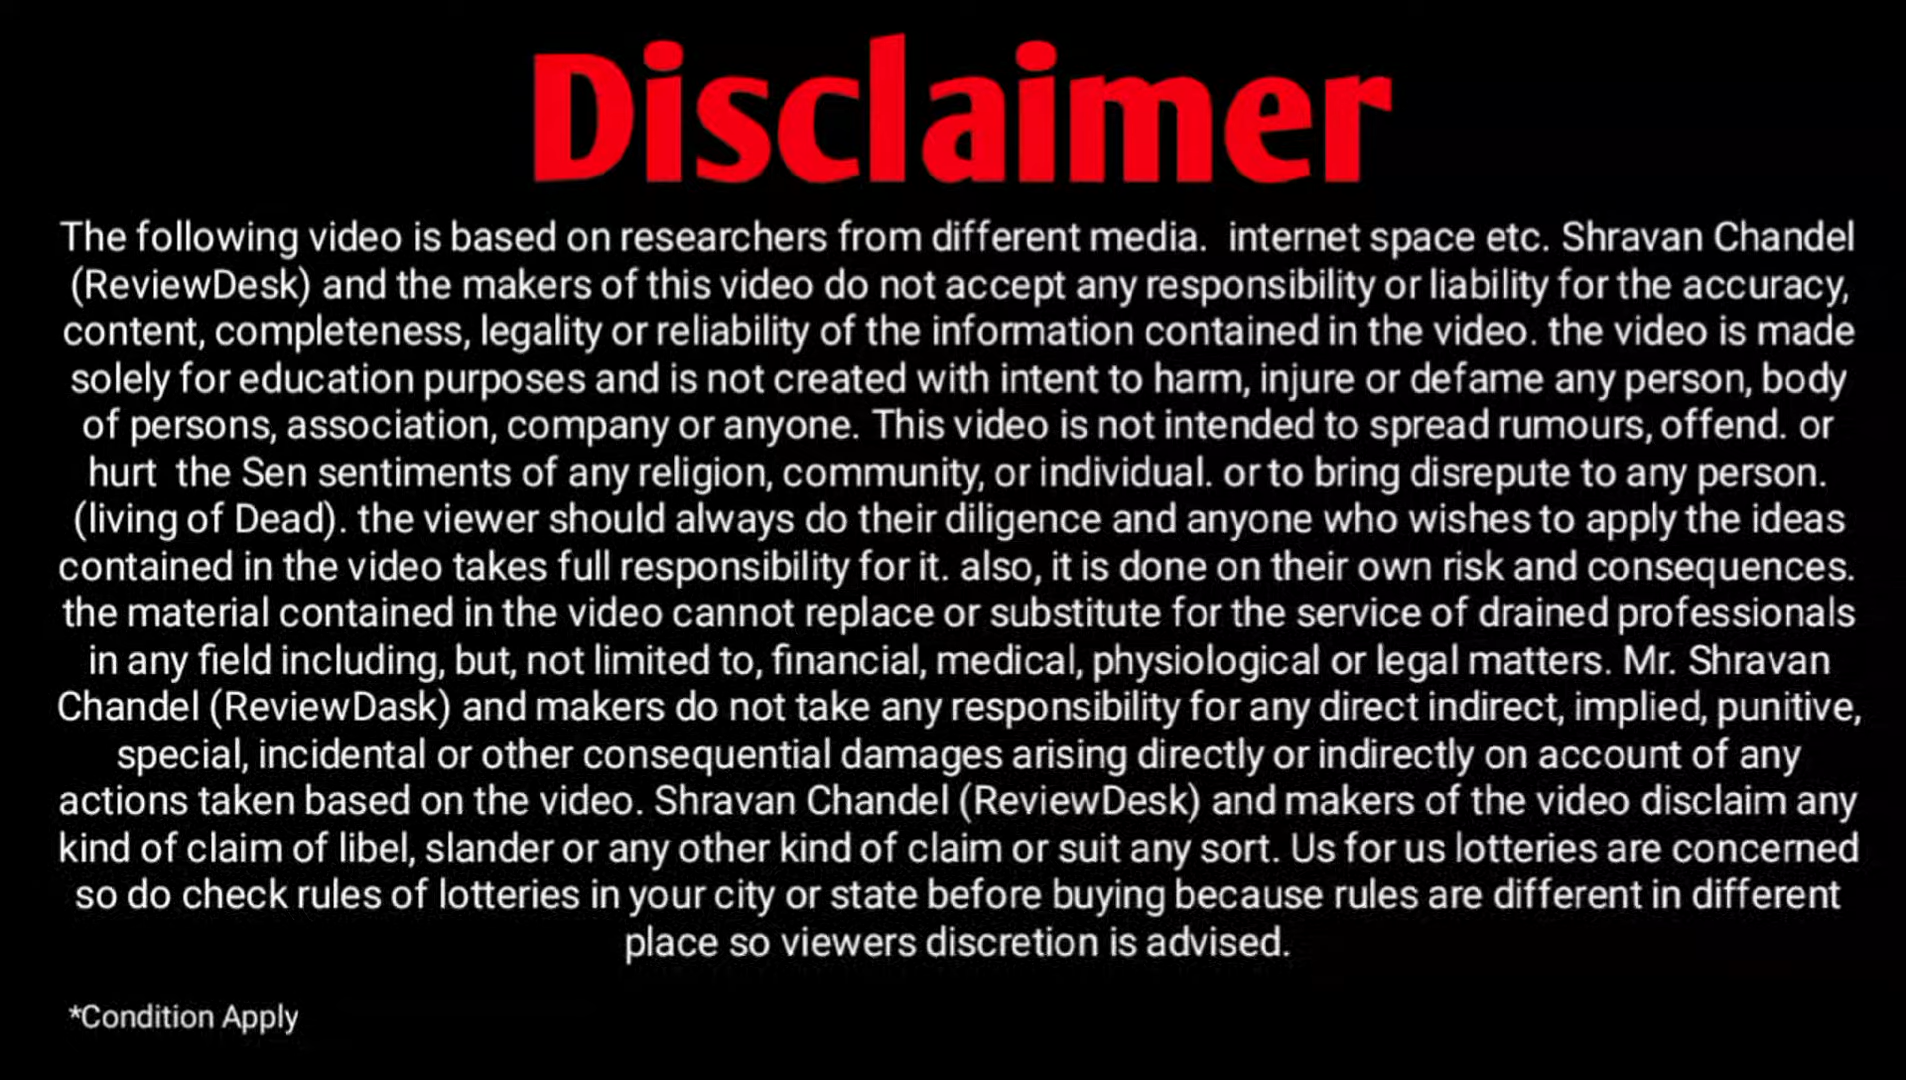 Disclaimer
The following video is based on researchers from different media.  internet space etc. Shravan Chandel
(ReviewDesk) and the makers of this video do not accept any responsibility or liability for the accuracy,
content, completeness, legality or reliability of the information contained in the video. the video is made
solely for education purposes and is not created with intent to harm, injure or defame any person, body
of persons, association, company or anyone. This video is not intended to spread rumours, offend. or
hurt  the Sen sentiments of any religion, community, or individual. or to bring disrepute to any person.
(living of Dead). the viewer should always do their diligence and anyone who wishes to apply the ideas
contained in the video takes full responsibility for it. also, it is done on their own risk and consequences.
the material contained in the video cannot replace or substitute for the service of drained professionals
in any field including, but, not limited to, financial, medical, physiological or legal matters. Mr. Shravan
Chandel (ReviewDask) and makers do not take any responsibility for any direct indirect, implied, punitive,
special, incidental or other consequential damages arising directly or indirectly on account of any
actions taken based on the video. Shravan Chandel (ReviewDesk) and makers of the video disclaim any
kind of claim of libel, slander or any other kind of claim or suit any sort. Us for us lotteries are concerned
so do check rules of lotteries in your city or state before buying because rules are different in different
place so viewers discretion is advised.
*Condition Apply